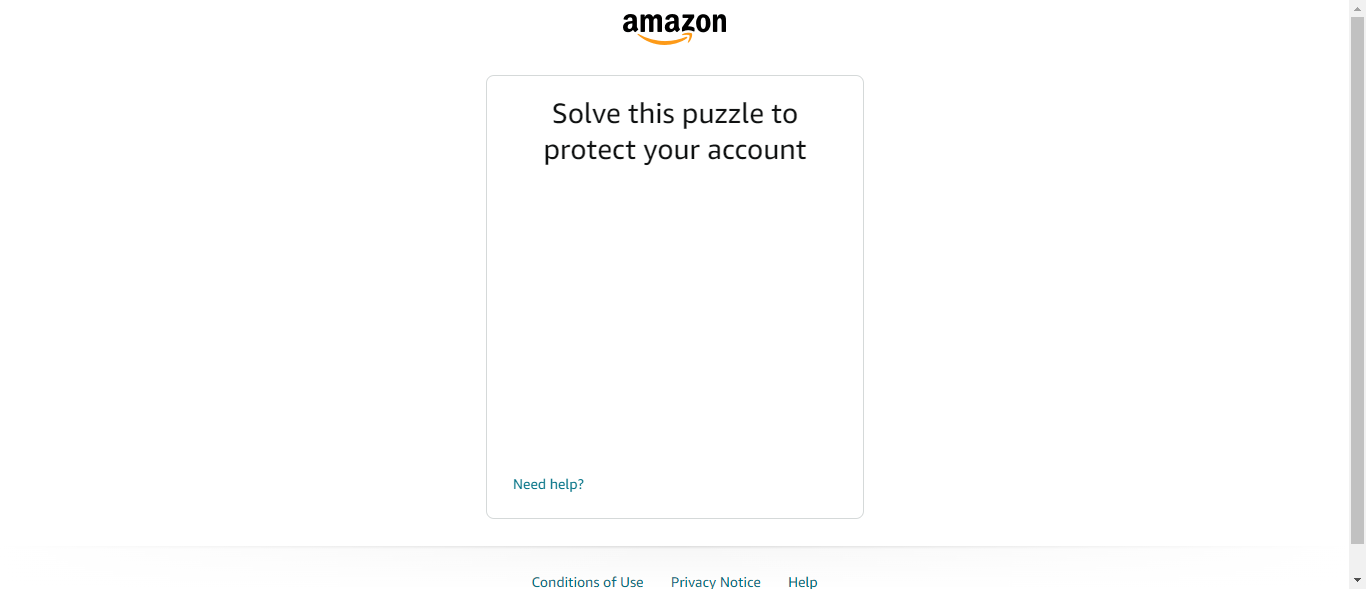 amazon
Solve this puzzle to
protect your account
Need help?
Conditions of Use Privacy Notice Help